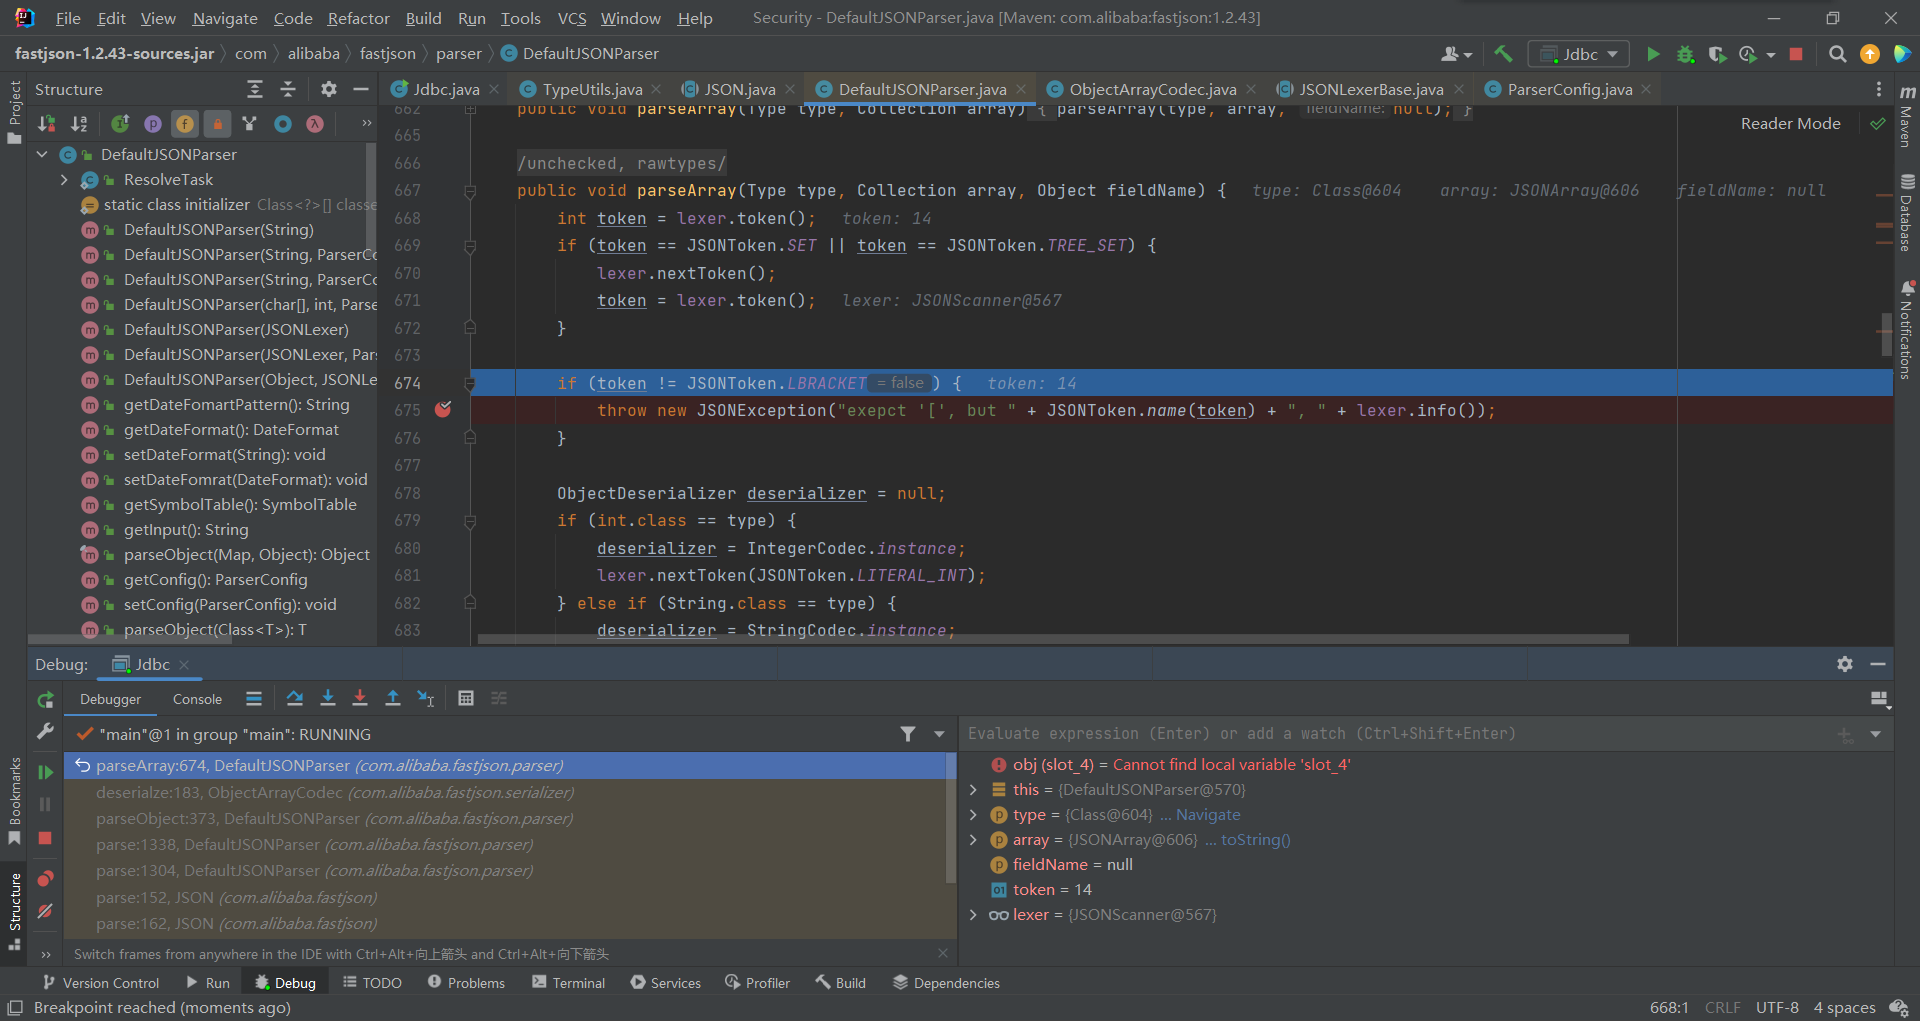 File Edit View Navigate Code Refactor Build Run Tools VCS Window Help Security - DefaultJSONParser.java [Maven: com.alibaba:fastjson:1.2.43]
fastjson-1.2.43-sources.jar com alibaba fastjson parser DefaultJSONParser Jdbc
Project
Structure
Jdbc.java TypeUtils.java JSON.java DefaultJSONParser.java ObjectArrayCodec.java JSONLexerBase.java ParserConfig.java
Maven
Database
Notifications
Reader Mode
DefaultJSONParser
ResolveTask
static class initializer Class<?>[] classe
DefaultJSONParser(String)
DefaultJSONParser(String, ParserCo
DefaultJSONParser(String, ParserCo
DefaultJSONParser(char[], int, Parse
DefaultJSONParser(JSONLexer)
DefaultJSONParser(JSONLexer, Par
DefaultJSONParser(Object, JSONLe
getDateFomartPattern(): String
getDateFormat(): DateFormat
setDateFormat(String): void
setDateFomrat(DateFormat): void
getSymbolTable(): SymbolTable
getInput(): String
parseObject(Map, Object): Object
getConfig(): ParserConfig
setConfig(ParserConfig): void
parseObject(Class<T>): T
662 public void parseArray(Type type, Collection array) { parseArray(type, array, fieldName: null); }
665
666 /unchecked, rawtypes/
667 public void parseArray(Type type, Collection array, Object fieldName) { type: Class@604 array: JSONArray@606 fieldName: null
668 int token = lexer.token(); token: 14
669 if (token == JSONToken.SET || token == JSONToken.TREE_SET) {
670 lexer.nextToken();
671 token = lexer.token(); lexer: JSONScanner@567
672 }
673
674 if (token != JSONToken.LBRACKET = false ) { token: 14
675 throw new JSONException("exepct '[', but " + JSONToken.name(token) + ", " + lexer.info());
676 }
677
678 ObjectDeserializer deserializer = null;
679 if (int.class == type) {
680 deserializer = IntegerCodec.instance;
681 lexer.nextToken(JSONToken.LITERAL_INT);
682 } else if (String.class == type) {
683 deserializer = StringCodec.instance;
Debug: Jdbc
Debugger Console
"main"@1 in group "main": RUNNING
parseArray:674, DefaultJSONParser (com.alibaba.fastjson.parser)
deserialze:183, ObjectArrayCodec (com.alibaba.fastjson.serializer)
parseObject:373, DefaultJSONParser (com.alibaba.fastjson.parser)
parse:1338, DefaultJSONParser (com.alibaba.fastjson.parser)
parse:1304, DefaultJSONParser (com.alibaba.fastjson.parser)
parse:152, JSON (com.alibaba.fastjson)
parse:162, JSON (com.alibaba.fastjson)
Switch frames from anywhere in the IDE with Ctrl+Alt+向上箭头 and Ctrl+Alt+向下箭头
Evaluate expression (Enter) or add a watch (Ctrl+Shift+Enter)
obj (slot_4) = Cannot find local variable 'slot_4'
this = {DefaultJSONParser@570}
type = {Class@604} ... Navigate
array = {JSONArray@606} ... toString()
fieldName = null
token = 14
lexer = {JSONScanner@567}
Bookmarks
Structure
Version Control Run Debug TODO Problems Terminal Services Profiler Build Dependencies
Breakpoint reached (moments ago) 668:1 CRLF UTF-8 4 spaces